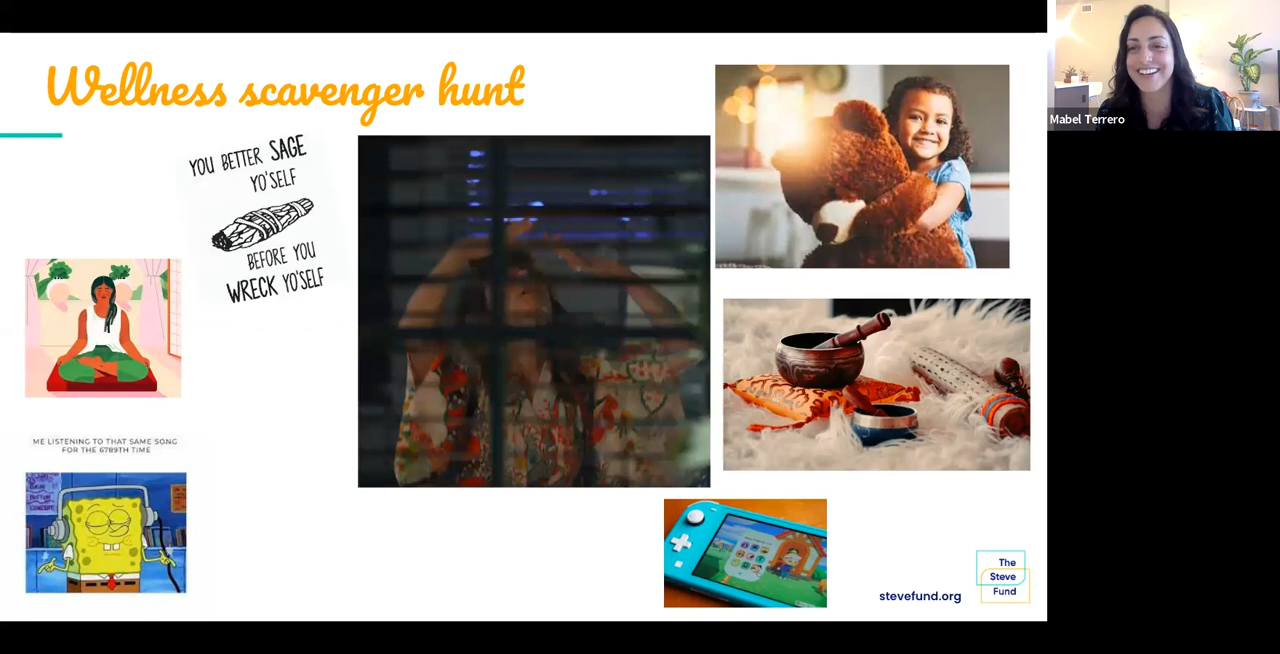 Wellness scavenger hunt
YOU BETTER SAGE
YO'SELF
BEFORE YOU
WRECK YO'SELF
ME LISTENING TO THAT SAME SONG
FOR THE 6789TH TIME
stevefund.org
The
Steve
Fund
Mabel Terrero